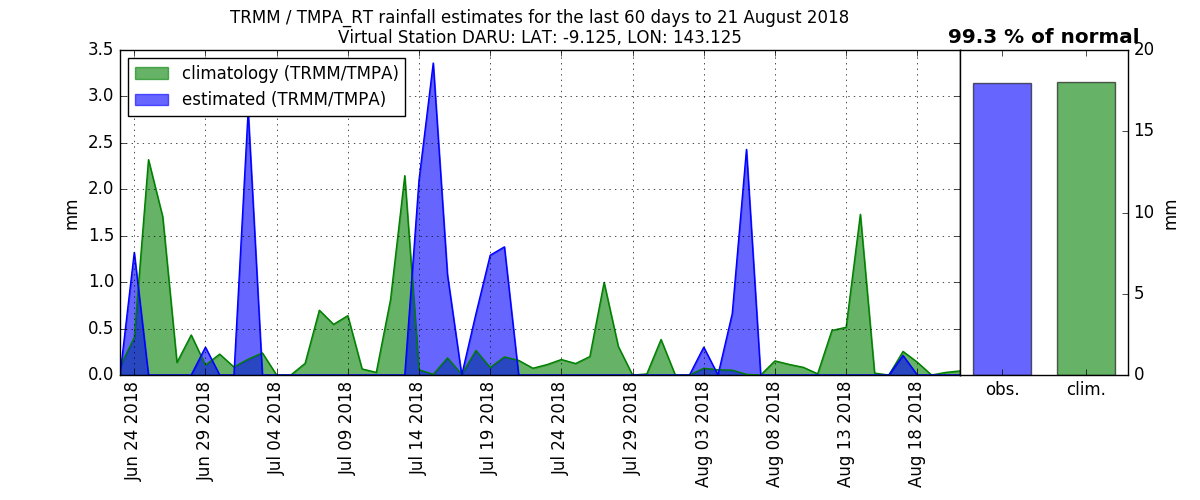 TRMM / TMPA_RT rainfall estimates for the last 60 days to 21 August 2018
Virtual Station DARU: LAT: -9.125, LON: 143.125
99.3 % of normal
climatology (TRMM/TMPA)
estimated (TRMM/TMPA)
mm
3.5
3.0
2.5
2.0
1.5
1.0
0.5
0.0
Jun 24 2018
Jun 29 2018
Jul 04 2018
Jul 09 2018
Jul 14 2018
Jul 19 2018
Jul 24 2018
Jul 29 2018
Aug 03 2018
Aug 08 2018
Aug 13 2018
Aug 18 2018
obs.
clim.
20
15
10
5
0
mm